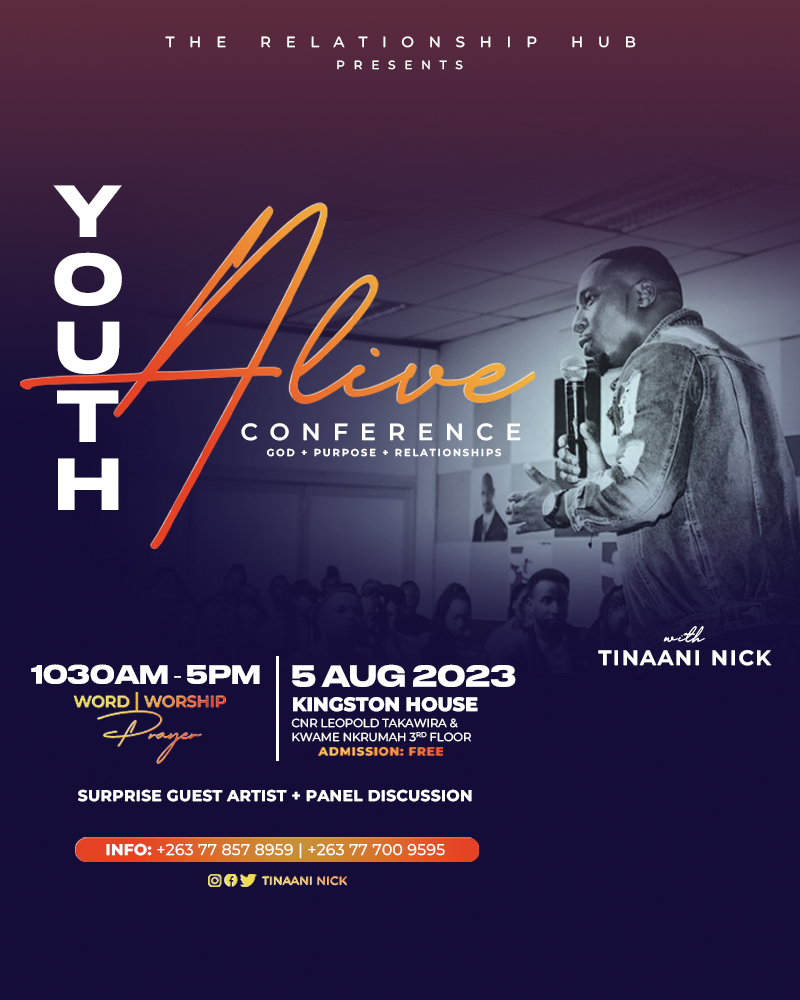 THE RELATIONSHIP HUB
PRESENTS
YOUTH
Alive
CONFERENCE
GOD + PURPOSE + RELATIONSHIPS
with
TINAANI NICK
1030AM - 5PM
WORD | WORSHIP
Prayer
5 AUG 2023
KINGSTON HOUSE
CNR LEOPOLD TAKAWIRA &
KWAME NKRUMAH 3RD FLOOR
ADMISSION: FREE
SURPRISE GUEST ARTIST + PANEL DISCUSSION
INFO: +263 77 857 8959 | +263 77 700 9595
TINAANI NICK